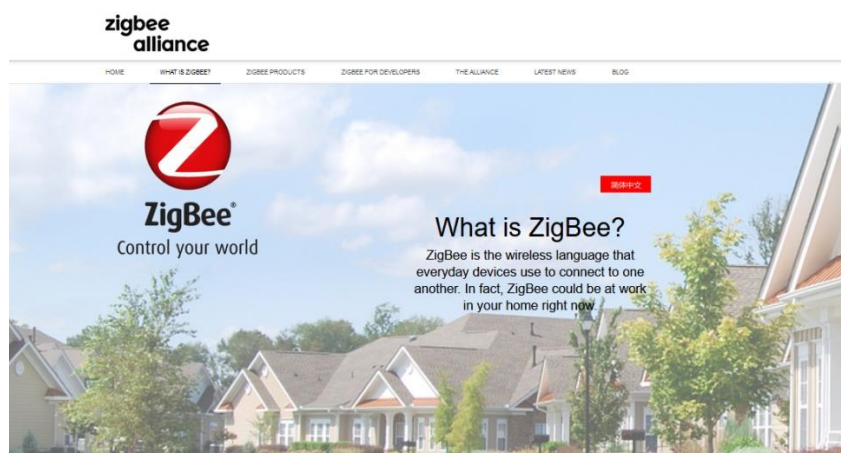 zigbee
alliance
HOME WHAT IS ZIGBEE? ZIGBEE PRODUCTS ZIGBEE FOR DEVELOPERS THE ALLIANCE LATEST NEWS BLOG
Z
ZigBee®
Control your world
简体中文
What is ZigBee?
ZigBee is the wireless language that
everyday devices use to connect to one
another. In fact, ZigBee could be at work
in your home right now.